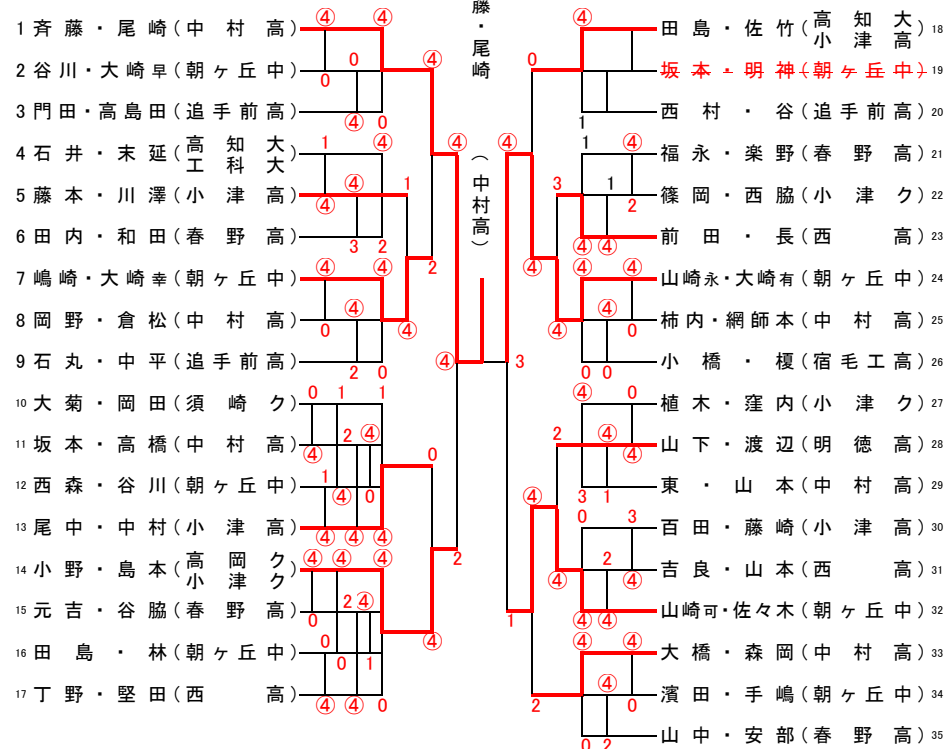 藤・尾崎
(中村高)
1 斉藤・尾崎(中村高)
2 谷川・大崎早(朝ヶ丘中)
3 門田・高島田(追手前高)
4 石井・末延(高知大工科大)
5 藤本・川澤(小津高)
6 田内・和田(春野高)
7 嶋崎・大崎幸(朝ヶ丘中)
8 岡野・倉松(中村高)
9 石丸・中平(追手前高)
10 大菊・岡田(須崎ク)
11 坂本・高橋(中村高)
12 西森・谷川(朝ヶ丘中)
13 尾中・中村(小津高)
14 小野・島本(高岡ク小津ク)
15 元吉・谷脇(春野高)
16 田島・林(朝ヶ丘中)
17 丁野・堅田(西高)
田島・佐竹(高知大小津高) 18
坂本・明神(朝ヶ丘中) 19
西村・谷(追手前高) 20
福永・楽野(春野高) 21
篠岡・西脇(小津ク) 22
前田・長(西高) 23
山崎永・大崎有(朝ヶ丘中) 24
柿内・網師本(中村高) 25
小橋・榎(宿毛工高) 26
植木・窪内(小津ク) 27
山下・渡辺(明徳高) 28
東・山本(中村高) 29
百田・藤崎(小津高) 30
吉良・山本(西高) 31
山崎可・佐々木(朝ヶ丘中) 32
大橋・森岡(中村高) 33
濱田・手嶋(朝ヶ丘中) 34
山中・安部(春野高) 35